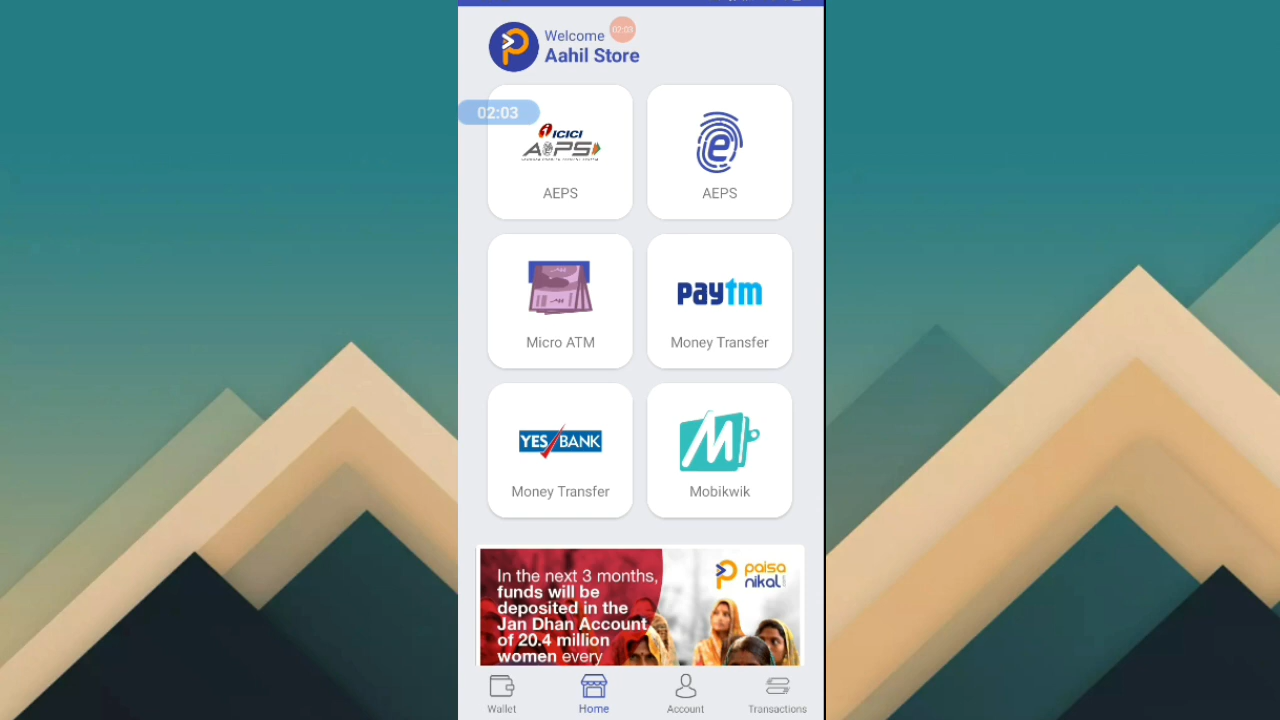 Welcome
02:03
Aahil Store
02:03
ICICI
AePS
AEPS
e
AEPS
Micro ATM
paytm
Money Transfer
YES BANK
Money Transfer
M
Mobikwik
In the next 3 months,
funds will be
deposited in the
Jan Dhan Account
of 20.4 million
women every
paisa
nikal
Wallet
Home
Account
Transactions